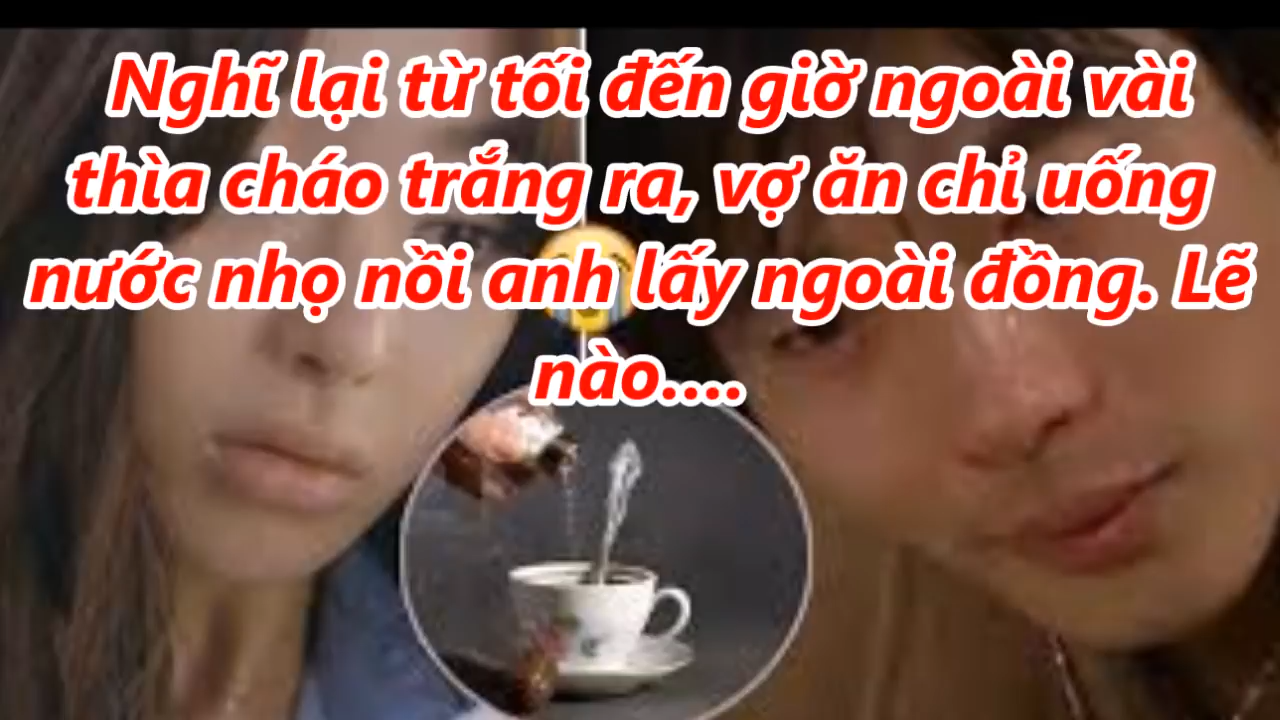 Nghĩ lại từ tối đến giờ ngoài vài
thìa cháo trắng ra, vợ ăn chỉ uống
nước nhọ nồi anh lấy ngoài đồng. Lẽ
nào....